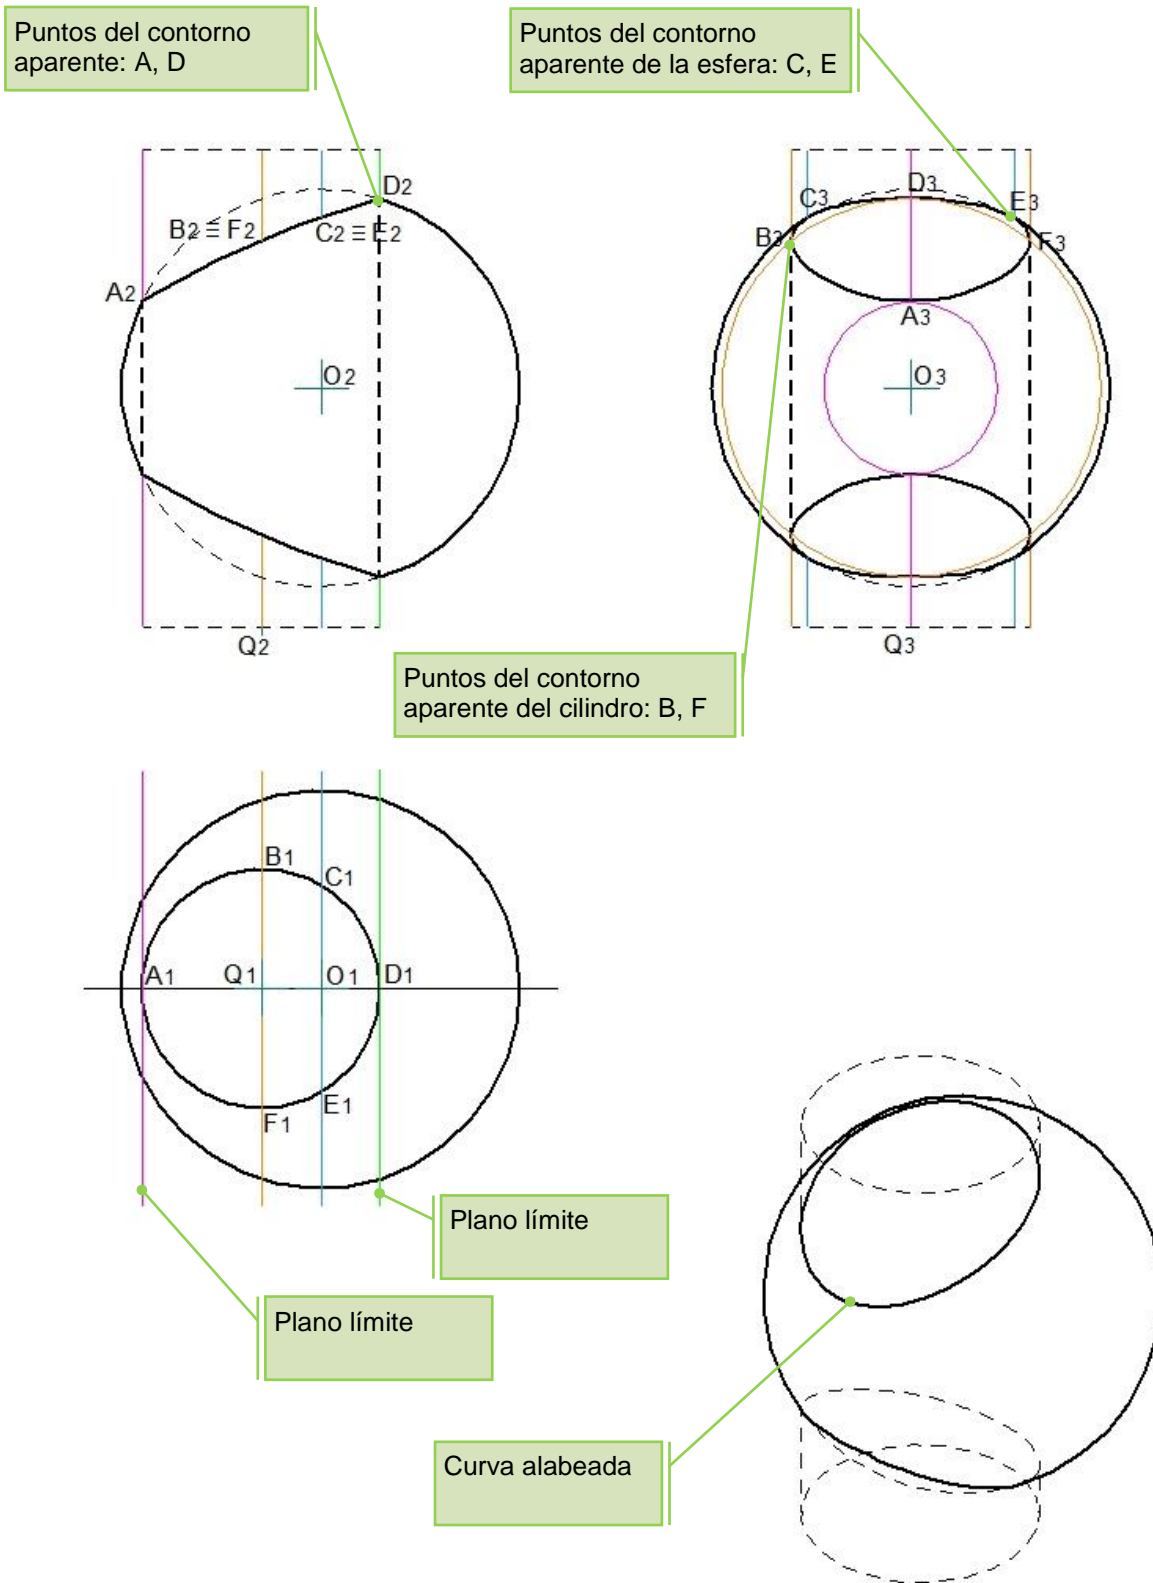 Puntos del contorno
aparente: A, D
Puntos del contorno
aparente de la esfera: C, E
D2
B2 ≡ F2
C2 ≡ E2
A2
O2
Q2
D3
C3
E3
B3
F3
A3
O3
Q3
Puntos del contorno
aparente del cilindro: B, F
B1
C1
A1
Q1
O1
D1
E1
F1
Plano límite
Plano límite
Curva alabeada